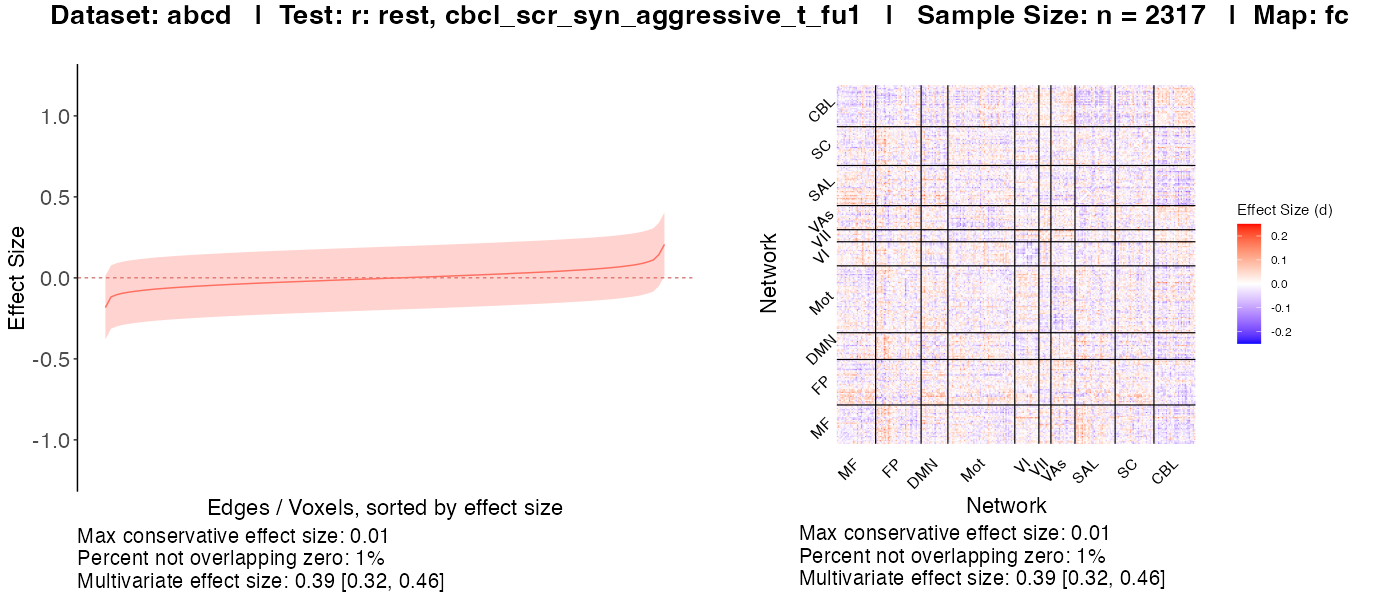 Dataset: abcd | Test: r: rest, cbcl_scr_syn_aggressive_t_fu1 | Sample Size: n = 2317 | Map: fc
Effect Size
1.0
0.5
0.0
-0.5
-1.0
Edges / Voxels, sorted by effect size
Max conservative effect size: 0.01
Percent not overlapping zero: 1%
Multivariate effect size: 0.39 [0.32, 0.46]
Network
CBL
SC
SAL
VAs
VII
VI
Mot
DMN
FP
MF
MF
FP
DMN
Mot
VI
VII
VAs
SAL
SC
CBL
Network
Max conservative effect size: 0.01
Percent not overlapping zero: 1%
Multivariate effect size: 0.39 [0.32, 0.46]
Effect Size (d)
0.2
0.1
0.0
-0.1
-0.2